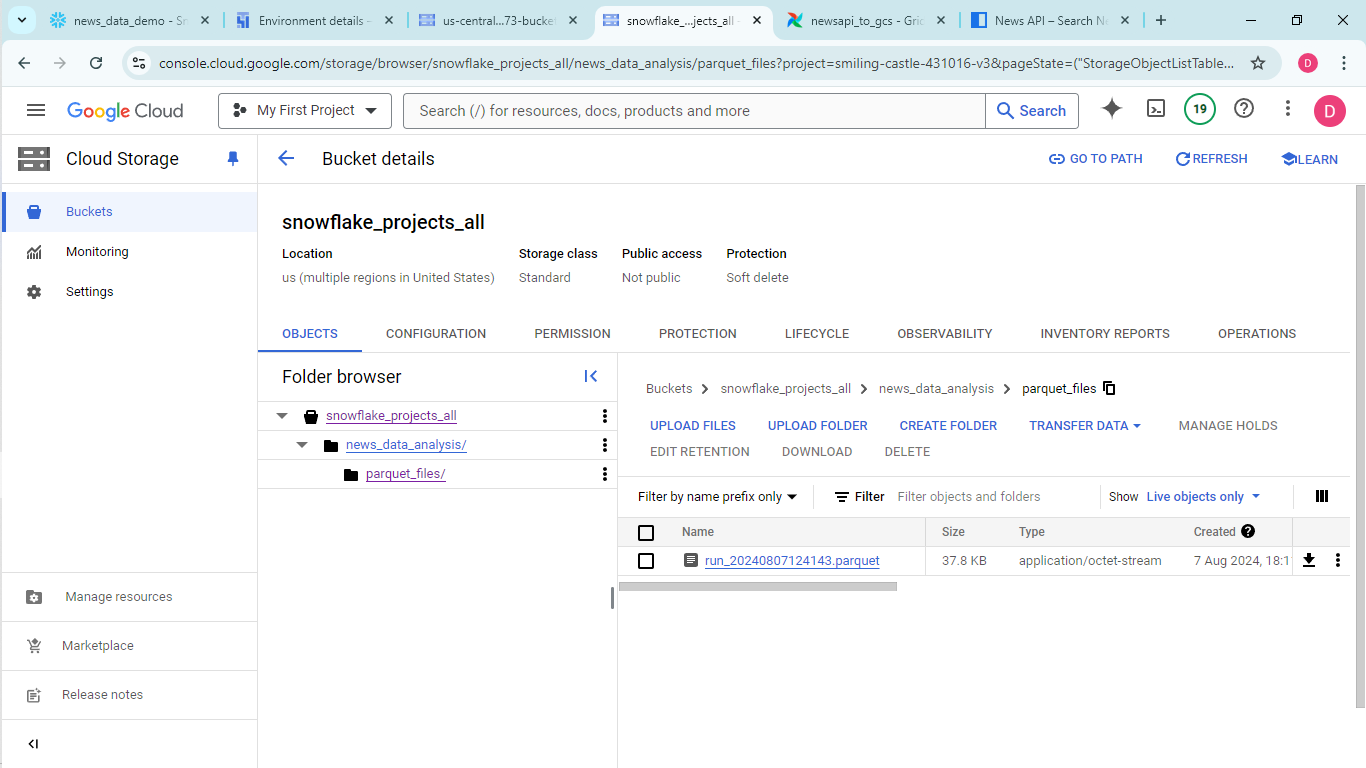 news_data_demo - Sn
Environment details -
us-central...73-bucket
snowflake_...jects_all -
newsapi_to_gcs - Grid
News API – Search Ne
console.cloud.google.com/storage/browser/snowflake_projects_all/news_data_analysis/parquet_files?project=smiling-castle-431016-v3&pageState=("StorageObjectListTable...
D
Google Cloud
My First Project
Search (/) for resources, docs, products and more
Search
19
D
Cloud Storage
Bucket details
GO TO PATH
REFRESH
LEARN
Buckets
Monitoring
Settings
snowflake_projects_all
Location
Storage class
Public access
Protection
us (multiple regions in United States)
Standard
Not public
Soft delete
OBJECTS
CONFIGURATION
PERMISSION
PROTECTION
LIFECYCLE
OBSERVABILITY
INVENTORY REPORTS
OPERATIONS
Folder browser
snowflake_projects_all
news_data_analysis/
parquet_files/
Buckets > snowflake_projects_all > news_data_analysis > parquet_files
UPLOAD FILES
UPLOAD FOLDER
CREATE FOLDER
TRANSFER DATA
MANAGE HOLDS
EDIT RETENTION
DOWNLOAD
DELETE
Filter by name prefix only
Filter
Filter objects and folders
Show
Live objects only
Name
Size
Type
Created
run_20240807124143.parquet
37.8 KB
application/octet-stream
7 Aug 2024, 18:1
Manage resources
Marketplace
Release notes